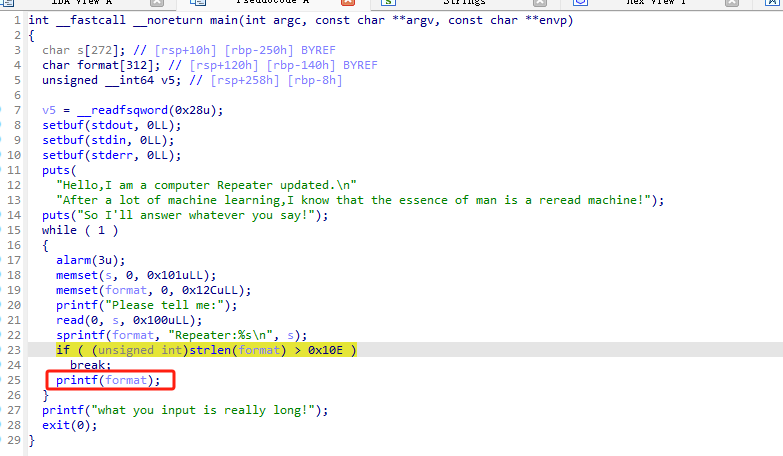 IDA View A
Pseudocode A
Strings
Hex View 1
1 int __fastcall __noreturn main(int argc, const char **argv, const char **envp)
2 {
3 char s[272]; // [rsp+10h] [rbp-250h] BYREF
4 char format[312]; // [rsp+120h] [rbp-140h] BYREF
5 unsigned __int64 v5; // [rsp+258h] [rbp-8h]
6
7 v5 = __readfsqword(0x28u);
8 setbuf(stdout, 0LL);
9 setbuf(stdin, 0LL);
10 setbuf(stderr, 0LL);
11 puts(
12 "Hello,I am a computer Repeater updated.\n"
13 "After a lot of machine learning,I know that the essence of man is a reread machine!");
14 puts("So I'll answer whatever you say!");
15 while ( 1 )
16 {
17 alarm(3u);
18 memset(s, 0, 0x101uLL);
19 memset(format, 0, 0x12CuLL);
20 printf("Please tell me:");
21 read(0, s, 0x100uLL);
22 sprintf(format, "Repeater:%s\n", s);
23 if ( (unsigned int)strlen(format) > 0x10E )
24 break;
25 printf(format);
26 }
27 printf("what you input is really long!");
28 exit(0);
29 }